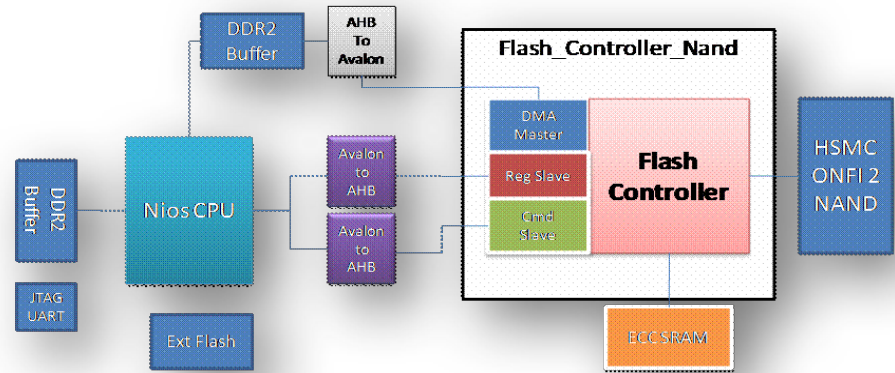 DDR2
Buffer
AHB
To
Avalon
Flash_Controller_Nand
DMA
Master
Reg Slave
Cmd
Slave
Flash
Controller
HSMC
ONFI 2
NAND
DDR2
Buffer
Nios CPU
Avalon
to
AHB
Avalon
to
AHB
JTAG
UART
Ext Flash
ECC SRAM